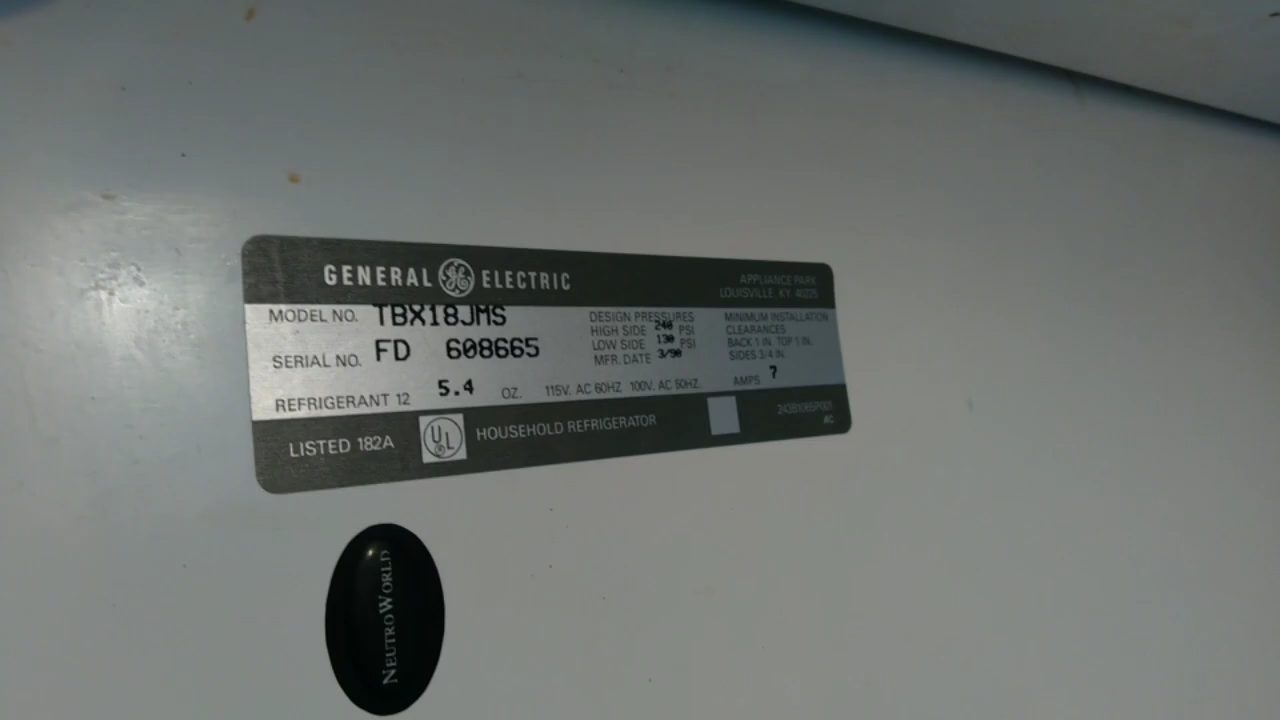 GENERAL GE ELECTRIC
APPLIANCE PARK
LOUISVILLE, KY. 40225
MODEL NO. TBX18JMS
SERIAL NO. FD 608665
REFRIGERANT 12 5.4 OZ. 115V. AC 60HZ 100V. AC 50HZ.
DESIGN PRESSURES
HIGH SIDE 240 PSI
LOW SIDE 130 PSI
MFR. DATE 3/90
MINIMUM INSTALLATION
CLEARANCES
BACK 1 IN. TOP 1 IN.
SIDES 3/4 IN.
AMPS 7
LISTED 182A UL HOUSEHOLD REFRIGERATOR
AC
NEUTROWORLD